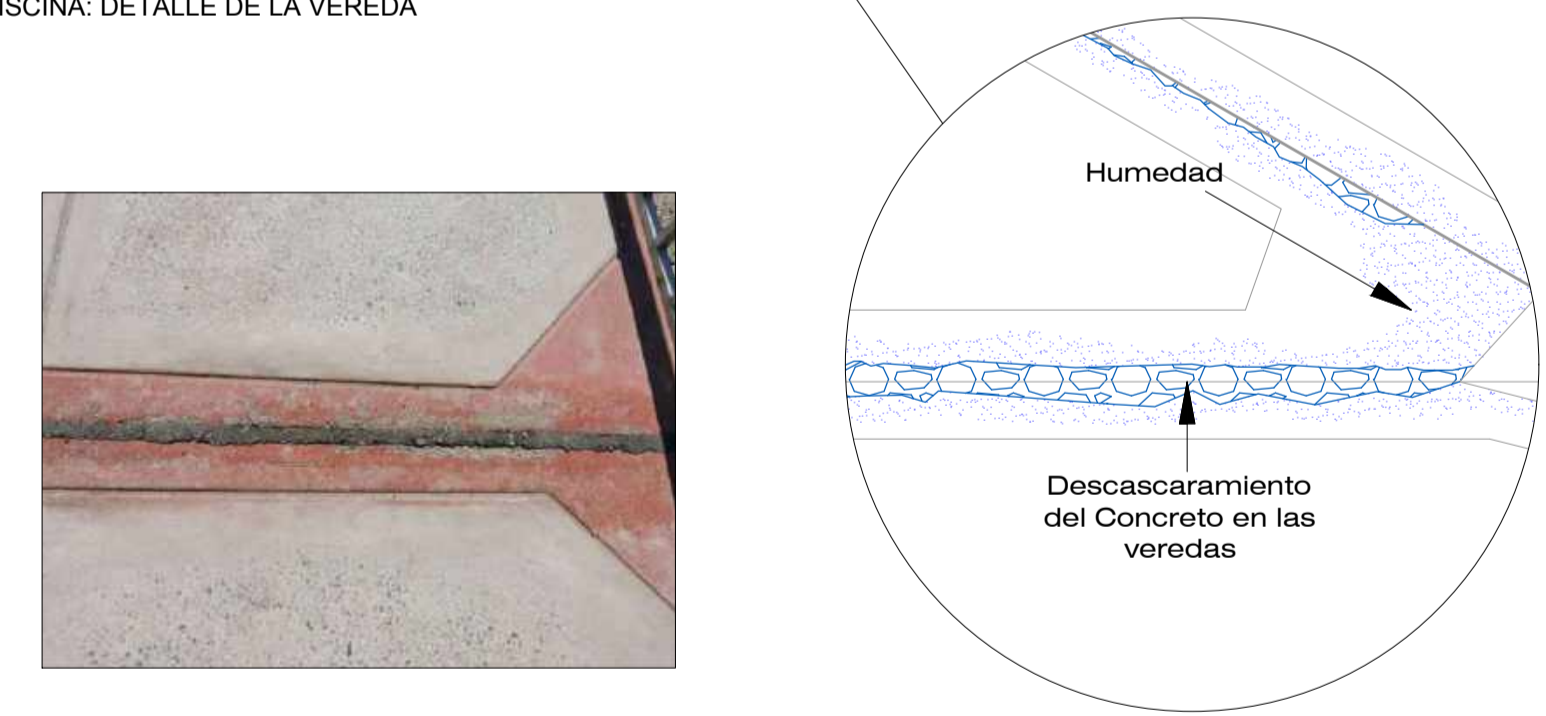 ISCINA: DETALLE DE LA VEREDA
Humedad
Descascaramiento
del Concreto en las
veredas